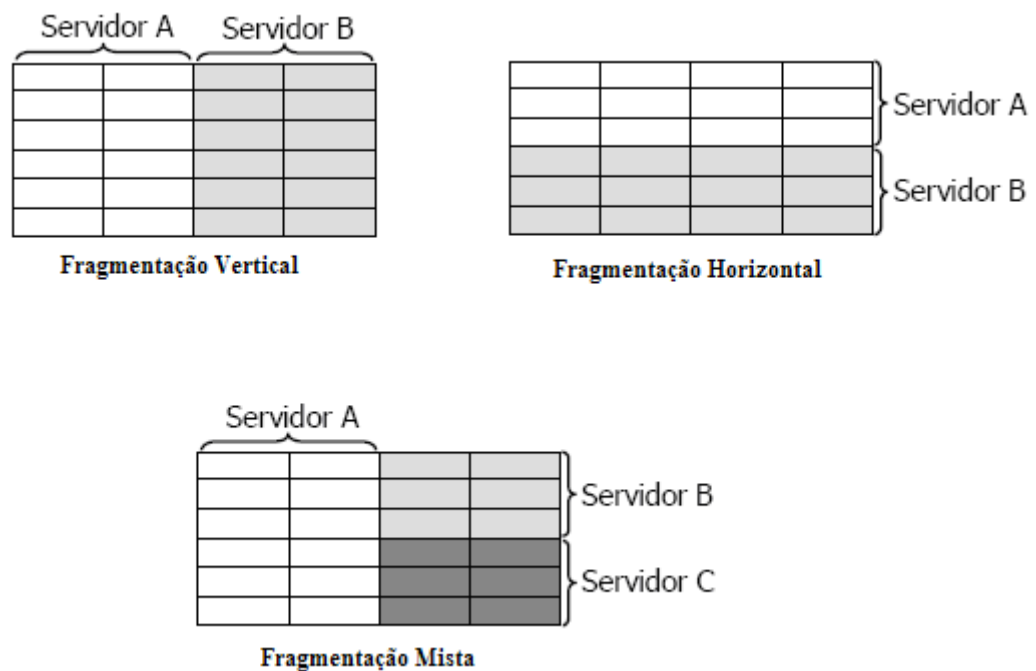 Servidor A
Servidor B
Fragmentação Vertical
Servidor A
Servidor B
Fragmentação Horizontal
Servidor A
Servidor B
Servidor C
Fragmentação Mista